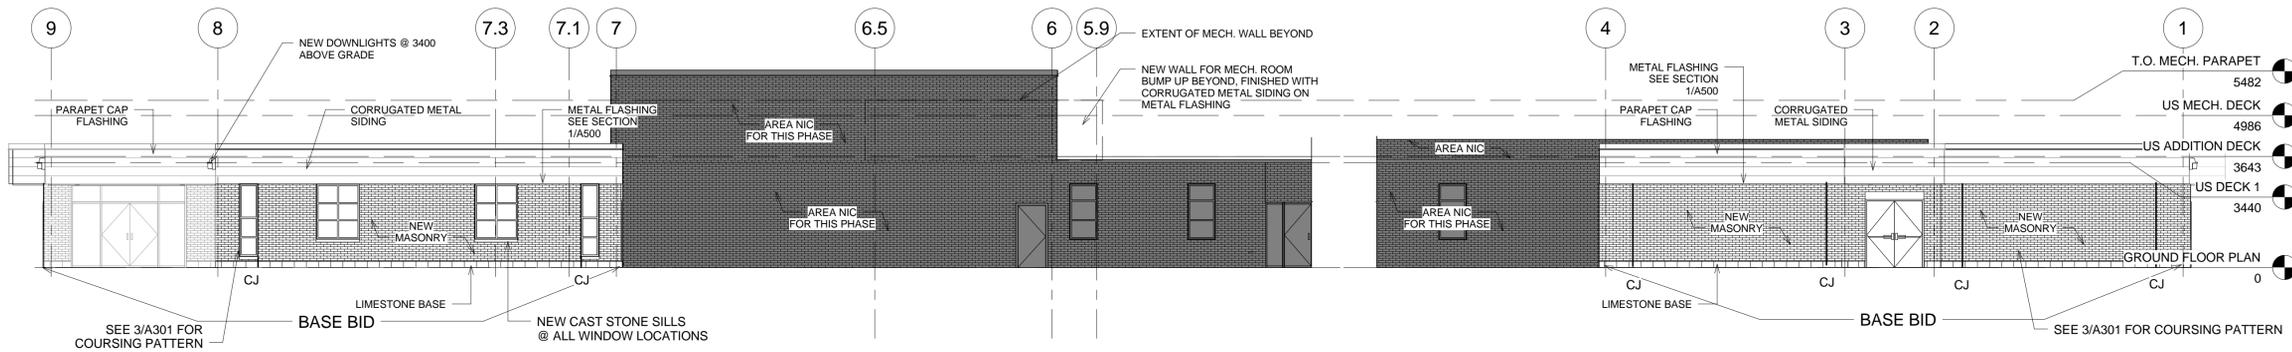 9
8
7.3
7.1
7
6.5
6
5.9
4
3
2
1
NEW DOWNLIGHTS @ 3400
ABOVE GRADE
EXTENT OF MECH. WALL BEYOND
NEW WALL FOR MECH. ROOM
BUMP UP BEYOND, FINISHED WITH
CORRUGATED METAL SIDING ON
METAL FLASHING
METAL FLASHING
SEE SECTION
1/A500
T.O. MECH. PARAPET
5482
PARAPET CAP
FLASHING
CORRUGATED METAL
SIDING
METAL FLASHING
SEE SECTION
1/A500
AREA NIC
FOR THIS PHASE
PARAPET CAP
FLASHING
CORRUGATED
METAL SIDING
US MECH. DECK
4986
AREA NIC
US ADDITION DECK
3643
US DECK 1
3440
NEW
MASONRY
AREA NIC
FOR THIS PHASE
AREA NIC
FOR THIS PHASE
NEW
MASONRY
NEW
MASONRY
GROUND FLOOR PLAN
0
CJ
CJ
CJ
CJ
CJ
CJ
LIMESTONE BASE
LIMESTONE BASE
BASE BID
BASE BID
SEE 3/A301 FOR
COURSING PATTERN
NEW CAST STONE SILLS
@ ALL WINDOW LOCATIONS
SEE 3/A301 FOR COURSING PATTERN